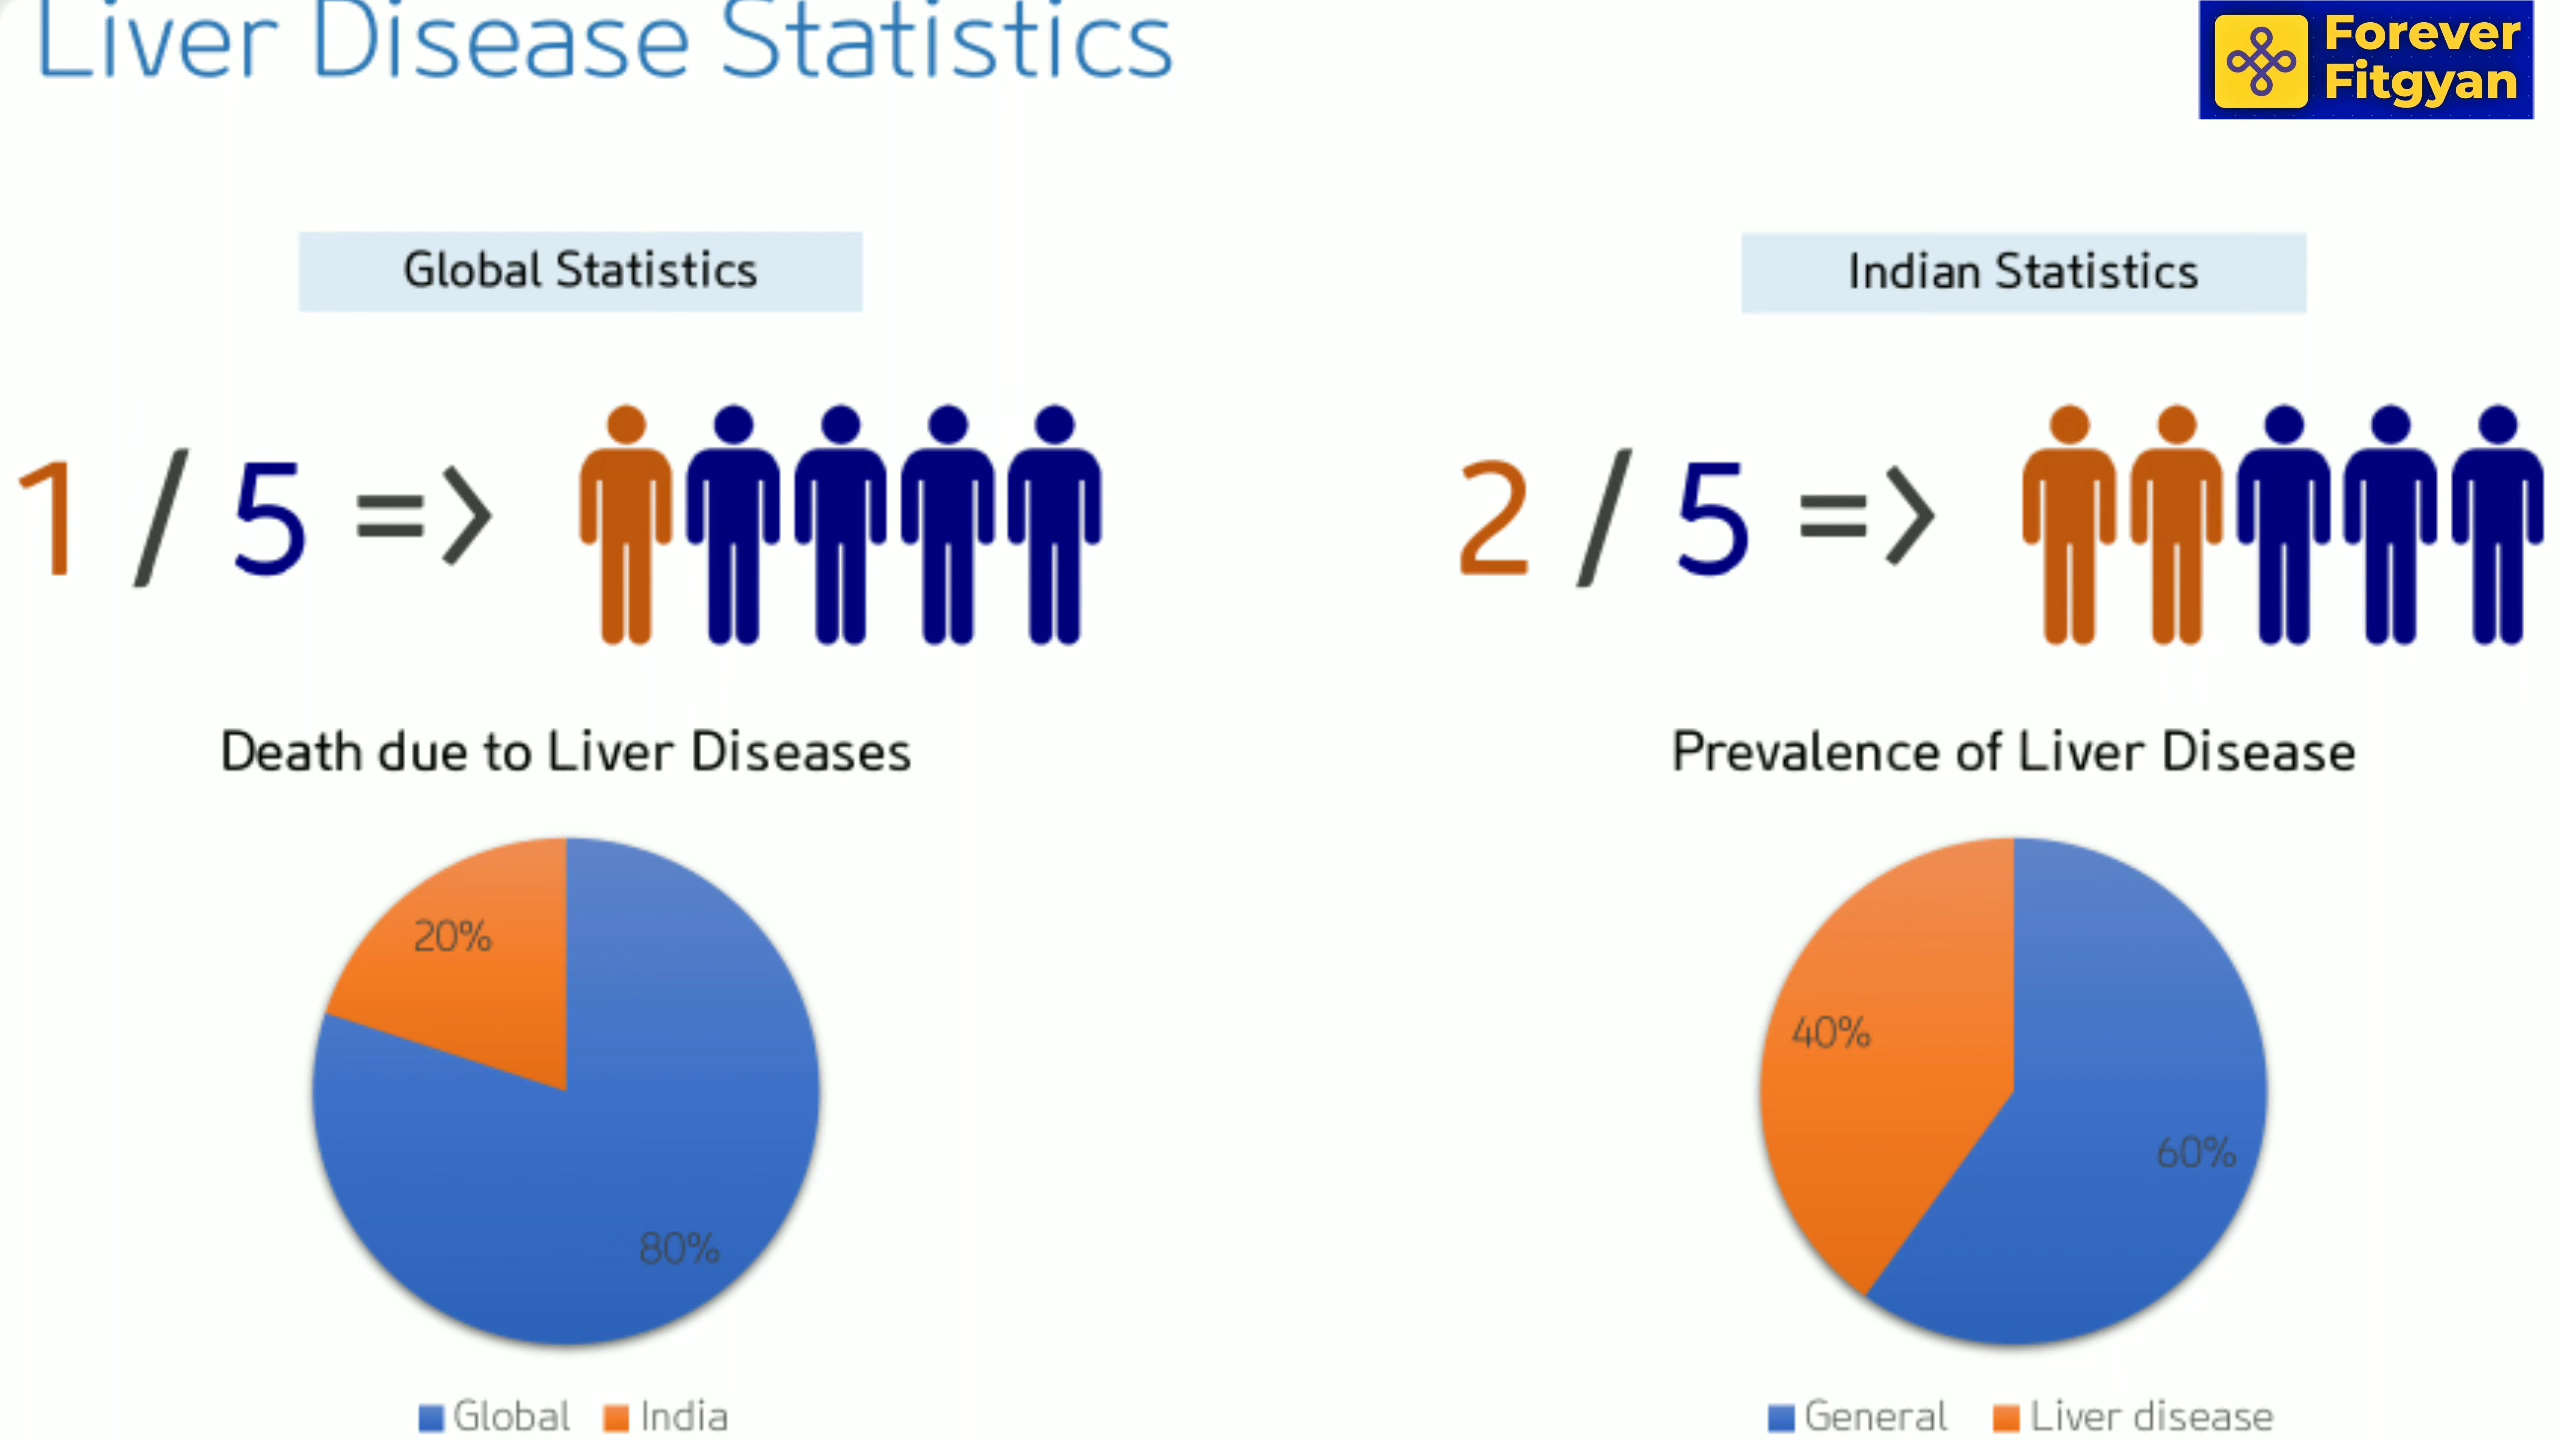 Liver Disease Statistics
Forever
Fitgyan
Global Statistics
1 / 5 =>
Death due to Liver Diseases
20%
80%
Global India
Indian Statistics
2 / 5 =>
Prevalence of Liver Disease
40%
60%
General Liver disease